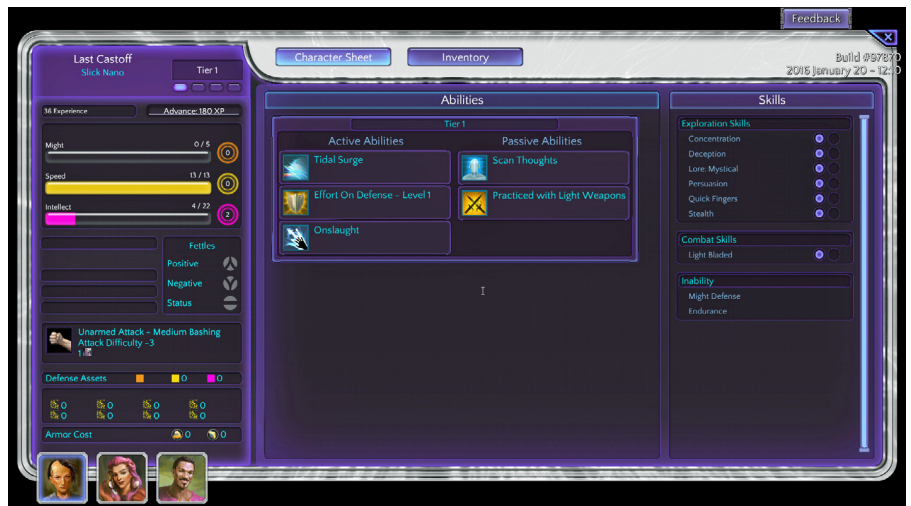 Feedback
Last Castoff
Slick Nano
Tier 1
Character Sheet
Inventory
Build #97870
2016 January 20 - 12:10
36 Experience
Advance: 180 XP
Might
0 / 5
0
Speed
13 / 13
0
Intellect
4 / 22
2
Fettles
Positive
Negative
Status
Unarmed Attack - Medium Bashing
Attack Difficulty -3
1
Defense Assets
0
0
0 0 0 0
0 0 0 0
Armor Cost
0
0
Abilities
Tier 1
Active Abilities
Passive Abilities
Tidal Surge
Scan Thoughts
Effort On Defense - Level 1
Practiced with Light Weapons
Onslaught
Skills
Exploration Skills
Concentration
Deception
Lore: Mystical
Persuasion
Quick Fingers
Stealth
Combat Skills
Light Bladed
Inability
Might Defense
Endurance